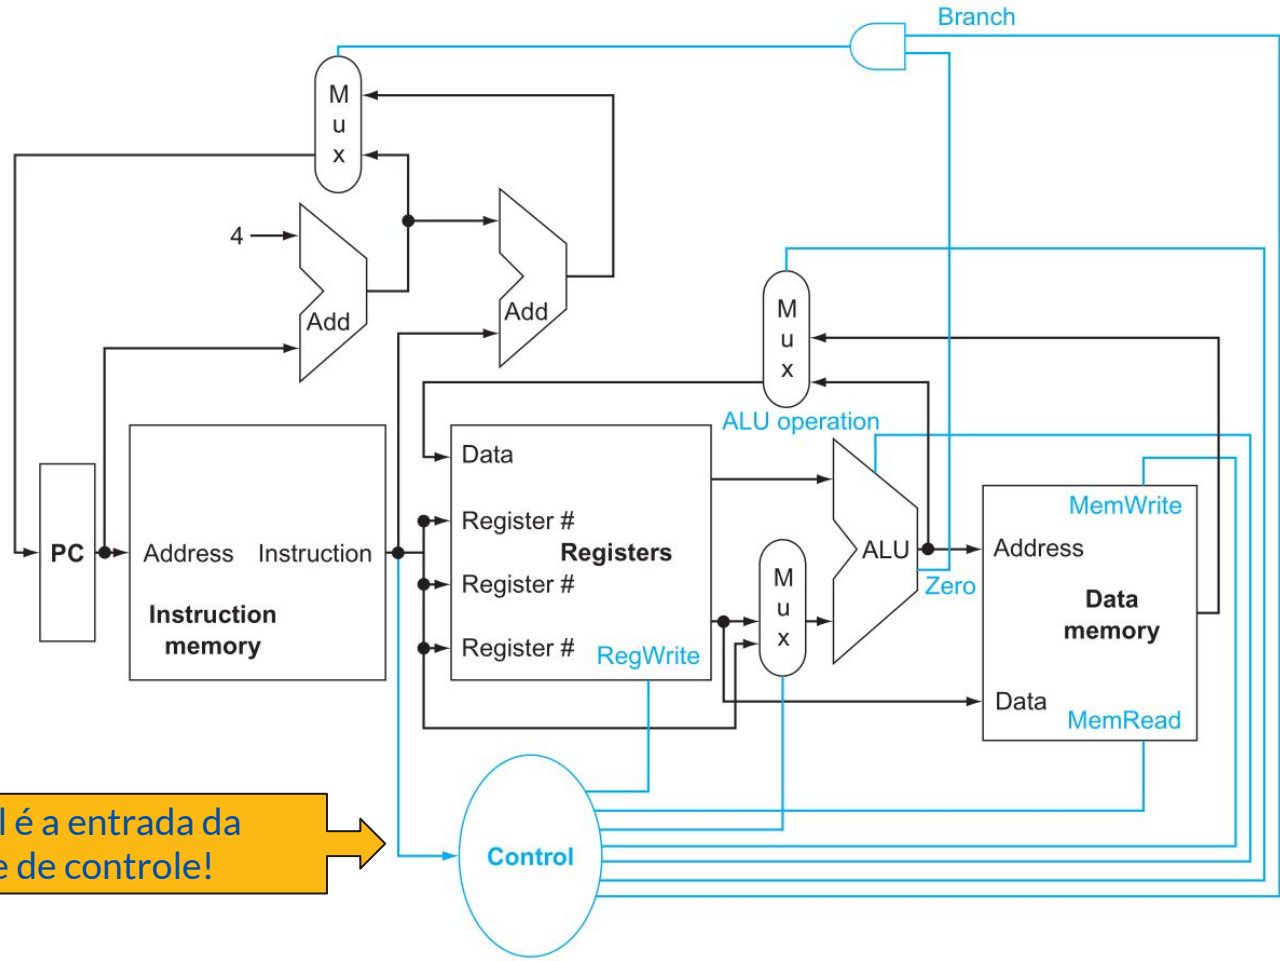 Branch
M
u
x
4
Add
Add
M
u
x
ALU operation
Data
Register #
Registers
Register #
Register #
RegWrite
PC
Address
Instruction
Instruction
memory
M
u
x
ALU
Zero
MemWrite
Address
Data
memory
Data
MemRead
é a entrada da
de controle!
Control